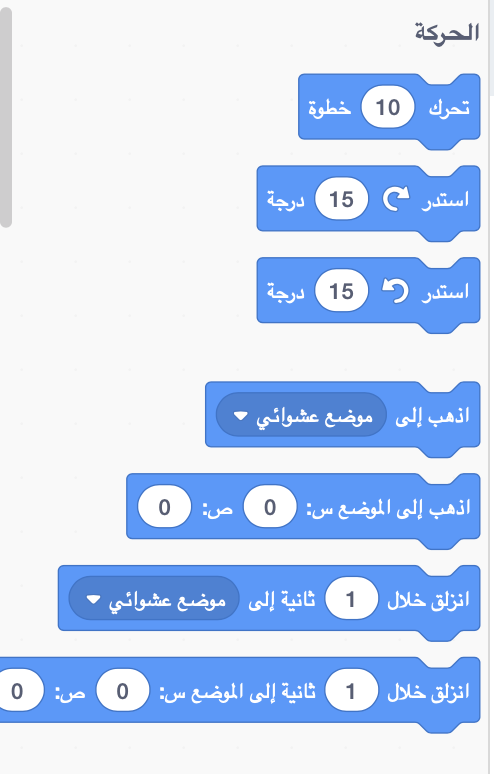 الحركة
تحرك 10 خطوة
استدر 15 درجة
استدر 15 درجة
اذهب إلى موضع عشوائي
اذهب إلى الموضع س: 0 ص: 0
انزلق خلال 1 ثانية إلى موضع عشوائي
انزلق خلال 1 ثانية إلى الموضع س: 0 ص: 0